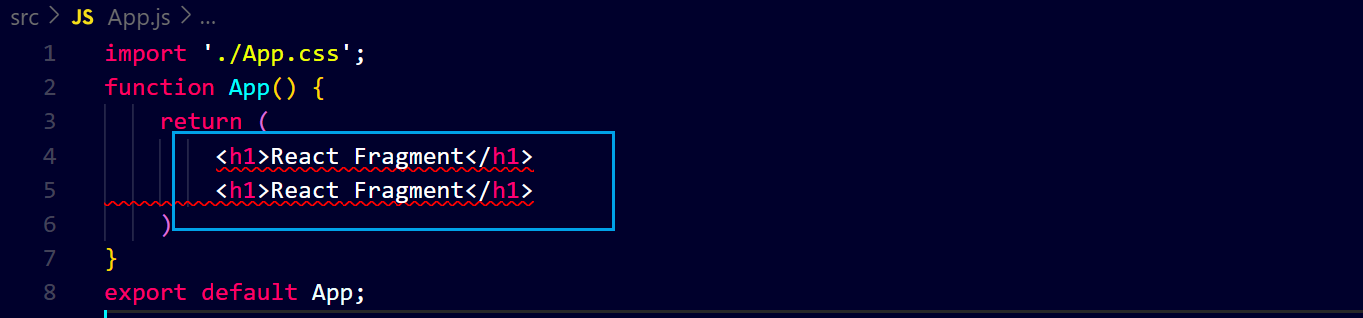 src > JS App.js > ...
1 import './App.css';
2 function App() {
3 return (
4 <h1>React Fragment</h1>
5 <h1>React Fragment</h1>
6 )
7 }
8 export default App;